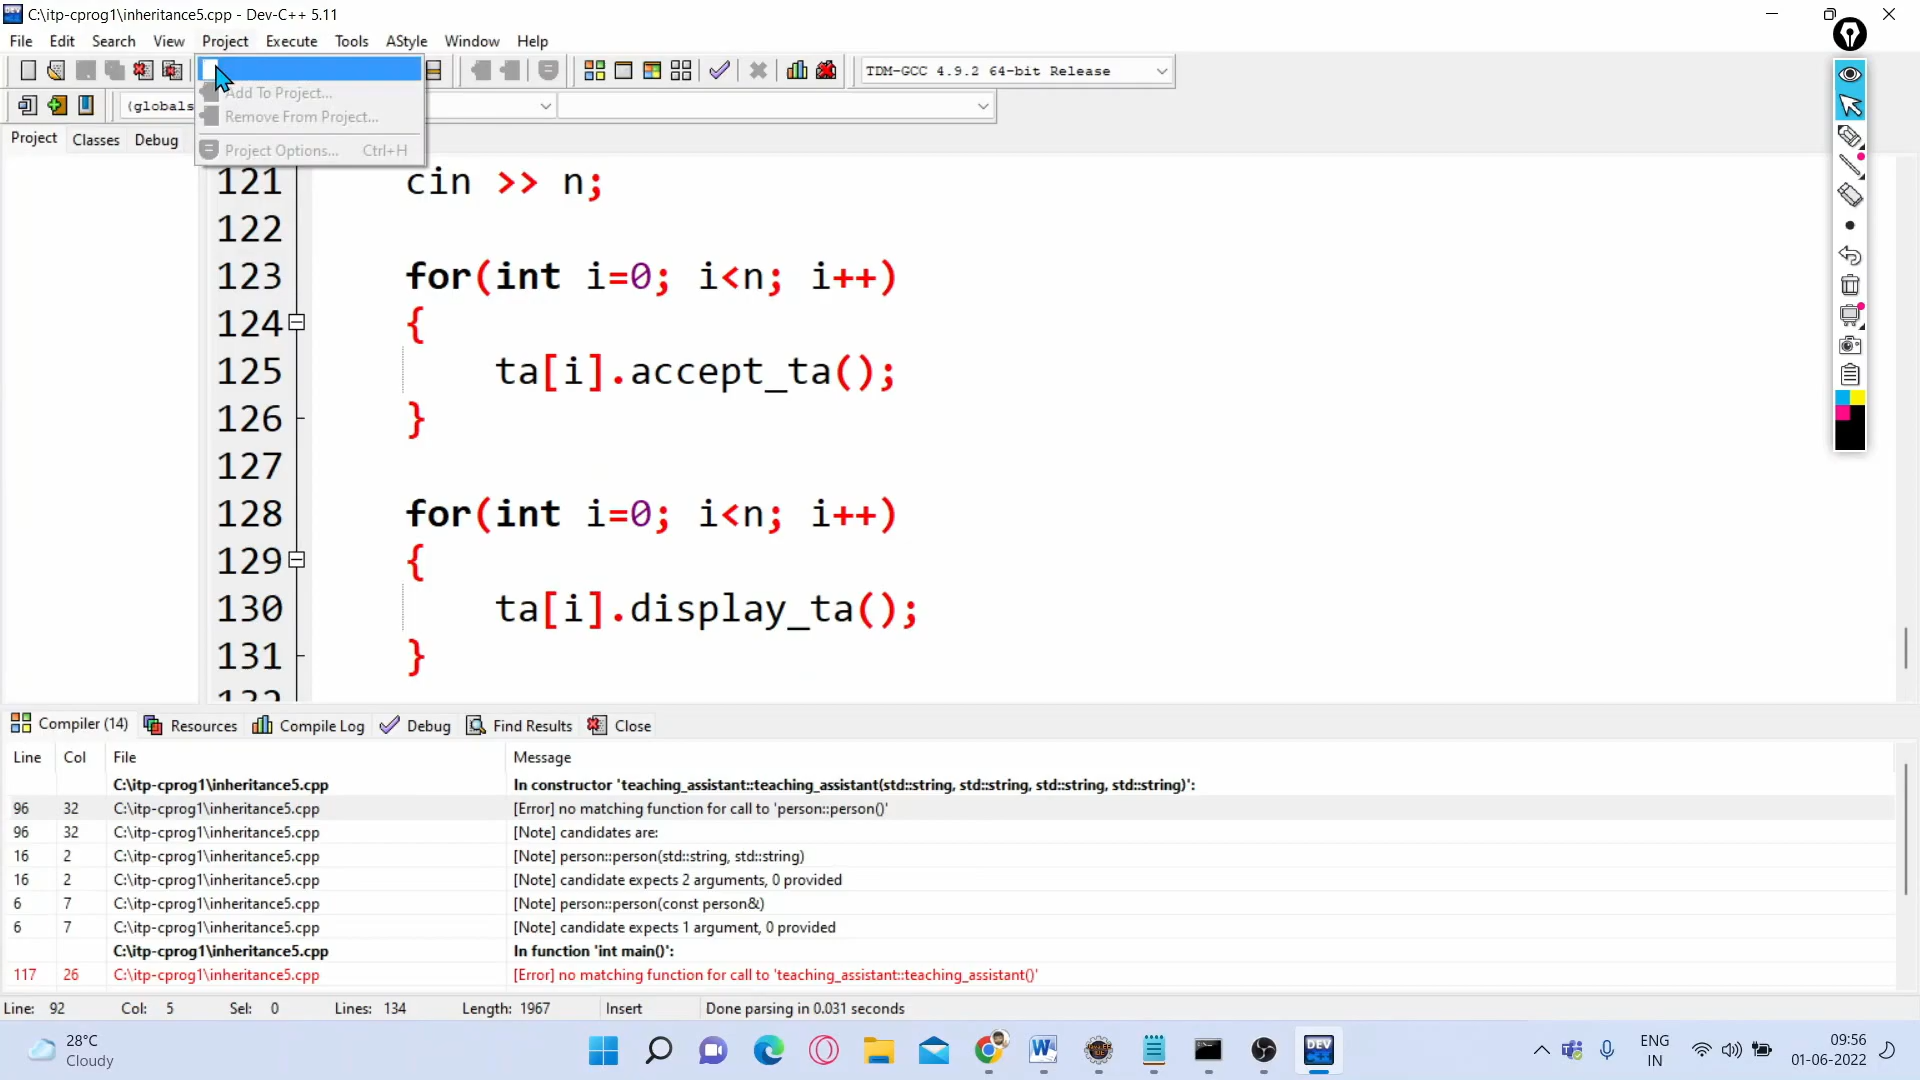 C:\itp-cprog1\inheritance5.cpp - Dev-C++ 5.11
File Edit Search View Project Execute Tools AStyle Window Help
TDM-GCC 4.9.2 64-bit Release
Add To Project...
(globals
Remove From Project...
Project Classes Debug
Project Options... Ctrl+H
121 cin >> n;
122
123 for(int i=0; i<n; i++)
124 {
125 ta[i].accept_ta();
126 }
127
128 for(int i=0; i<n; i++)
129 {
130 ta[i].display_ta();
131 }
132
Compiler (14) Resources Compile Log Debug Find Results Close
Line Col File Message
C:\itp-cprog1\inheritance5.cpp In constructor 'teaching_assistant::teaching_assistant(std::string, std::string, std::string, std::string)':
96 32 C:\itp-cprog1\inheritance5.cpp [Error] no matching function for call to 'person::person()'
96 32 C:\itp-cprog1\inheritance5.cpp [Note] candidates are:
16 2 C:\itp-cprog1\inheritance5.cpp [Note] person::person(std::string, std::string)
16 2 C:\itp-cprog1\inheritance5.cpp [Note] candidate expects 2 arguments, 0 provided
6 7 C:\itp-cprog1\inheritance5.cpp [Note] person::person(const person&)
6 7 C:\itp-cprog1\inheritance5.cpp [Note] candidate expects 1 argument, 0 provided
C:\itp-cprog1\inheritance5.cpp In function 'int main()':
117 26 C:\itp-cprog1\inheritance5.cpp [Error] no matching function for call to 'teaching_assistant::teaching_assistant()'
Line: 92 Col: 5 Sel: 0 Lines: 134 Length: 1967 Insert Done parsing in 0.031 seconds
28°C
Cloudy
DEV
ENG
IN
09:56
01-06-2022